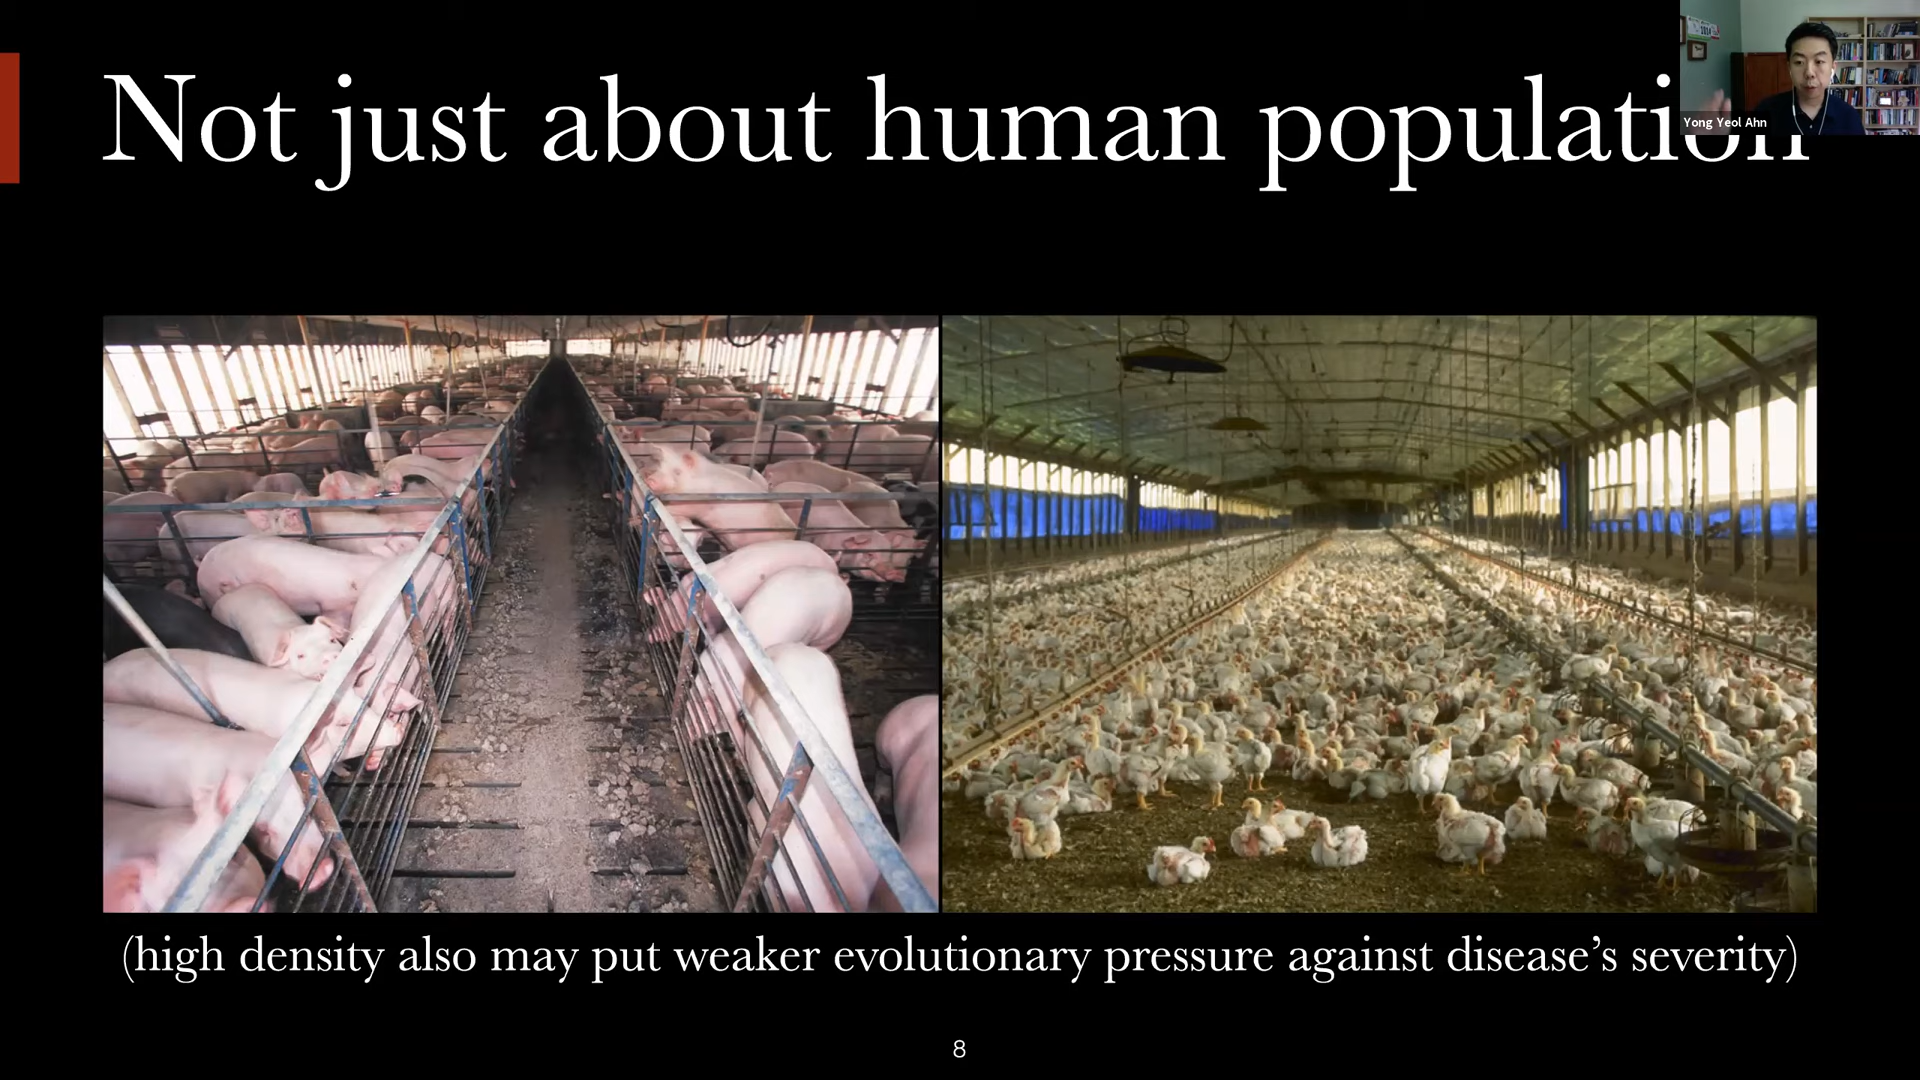 Not just about human population
Yong Yeol Ahn
(high density also may put weaker evolutionary pressure against disease’s severity)
8